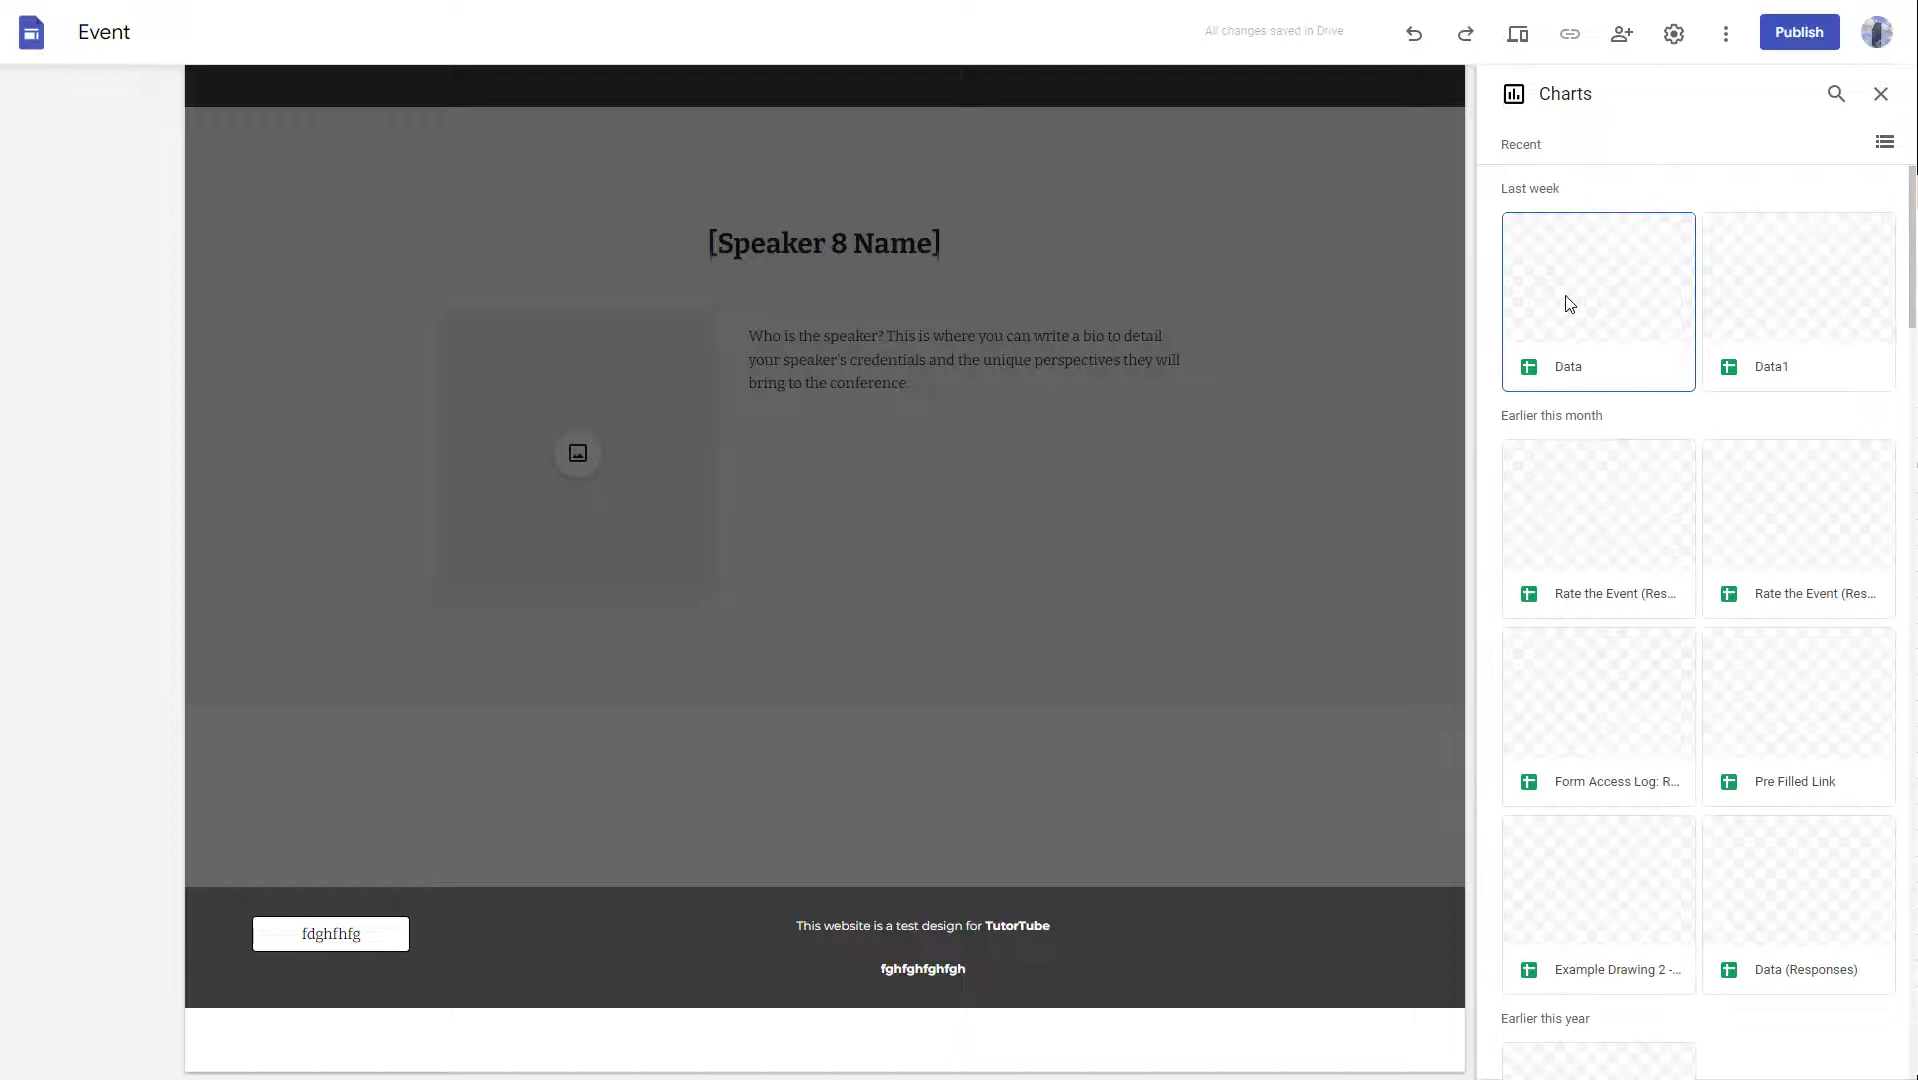 Event
All changes saved in Drive
Publish
Charts
Recent
Last week
Data
Data1
Earlier this month
Rate the Event (Res...
Rate the Event (Res...
Form Access Log: R...
Pre Filled Link
Example Drawing 2 -...
Data (Responses)
Earlier this year
[Speaker 8 Name]
Who is the speaker? This is where you can write a bio to detail
your speaker's credentials and the unique perspectives they will
bring to the conference.
fdghfhfg
This website is a test design for TutorTube
fghfghfghfgh